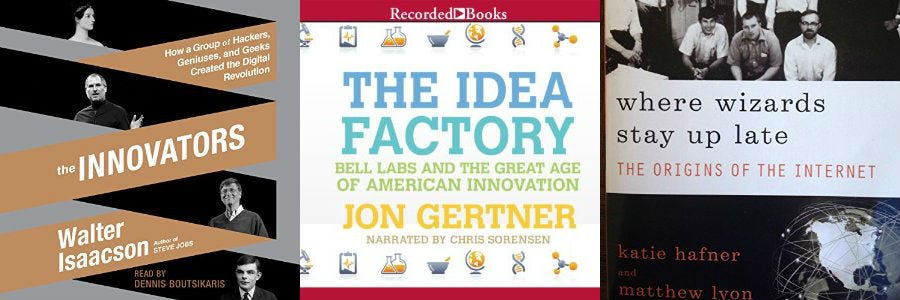 How a Group of Hackers,
Geniuses, and Geeks
Created the Digital
Revolution
the INNOVATORS
Walter
Isaacson
Author of
STEVE JOBS
READ BY
DENNIS BOUTSIKARIS
Recorded Books
THE IDEA
FACTORY
BELL LABS AND THE GREAT AGE
OF AMERICAN INNOVATION
JON GERTNER
NARRATED BY CHRIS SORENSEN
where wizards
stay up late
THE ORIGINS OF THE INTERNET
katie hafner
and
matthew lyon